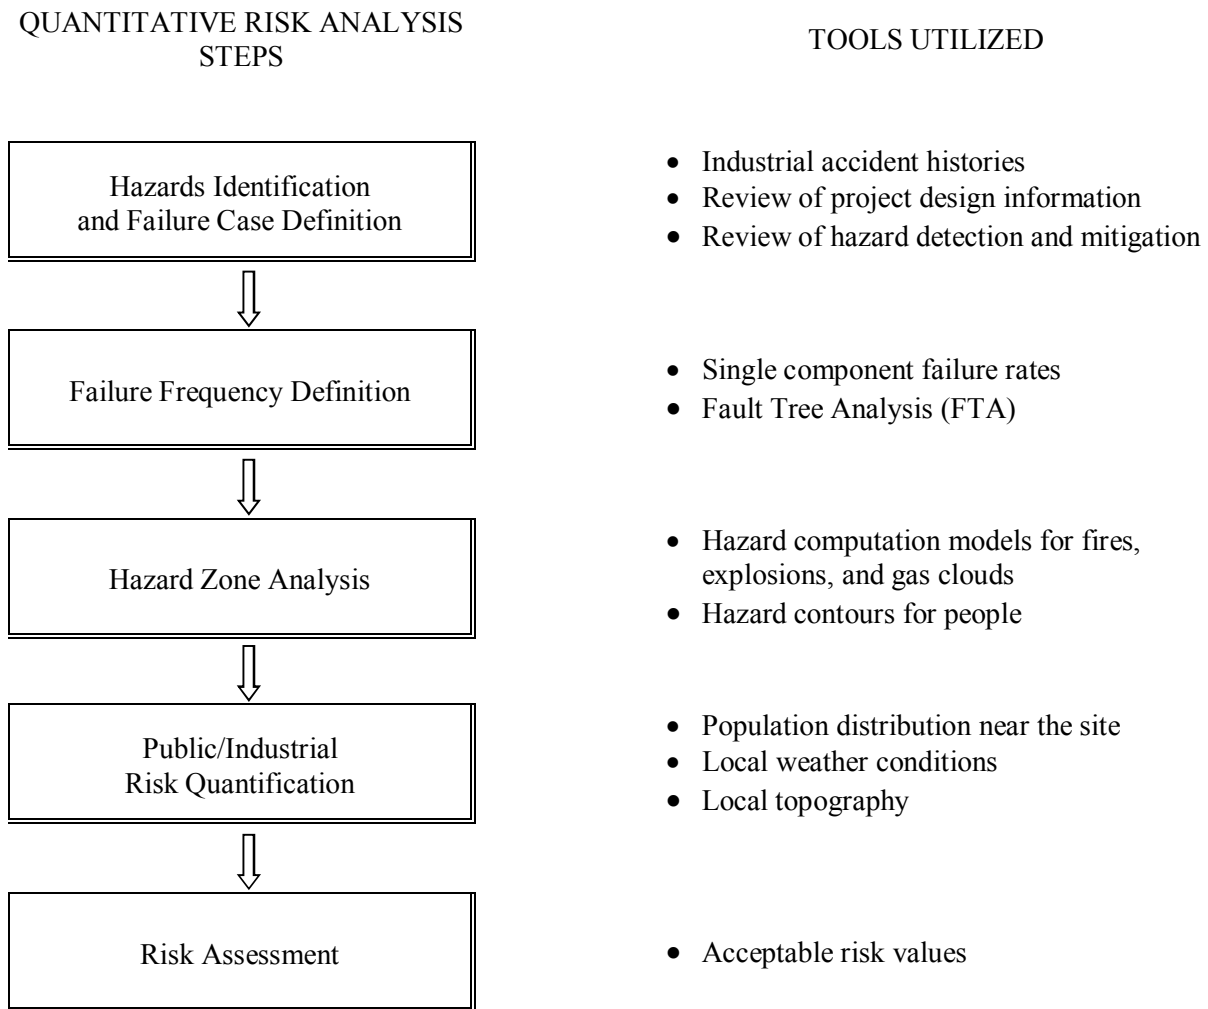 QUANTITATIVE RISK ANALYSIS
STEPS
TOOLS UTILIZED
Hazards Identification
and Failure Case Definition
• Industrial accident histories
• Review of project design information
• Review of hazard detection and mitigation
Failure Frequency Definition
• Single component failure rates
• Fault Tree Analysis (FTA)
Hazard Zone Analysis
• Hazard computation models for fires,
explosions, and gas clouds
• Hazard contours for people
Public/Industrial
Risk Quantification
• Population distribution near the site
• Local weather conditions
• Local topography
Risk Assessment
• Acceptable risk values